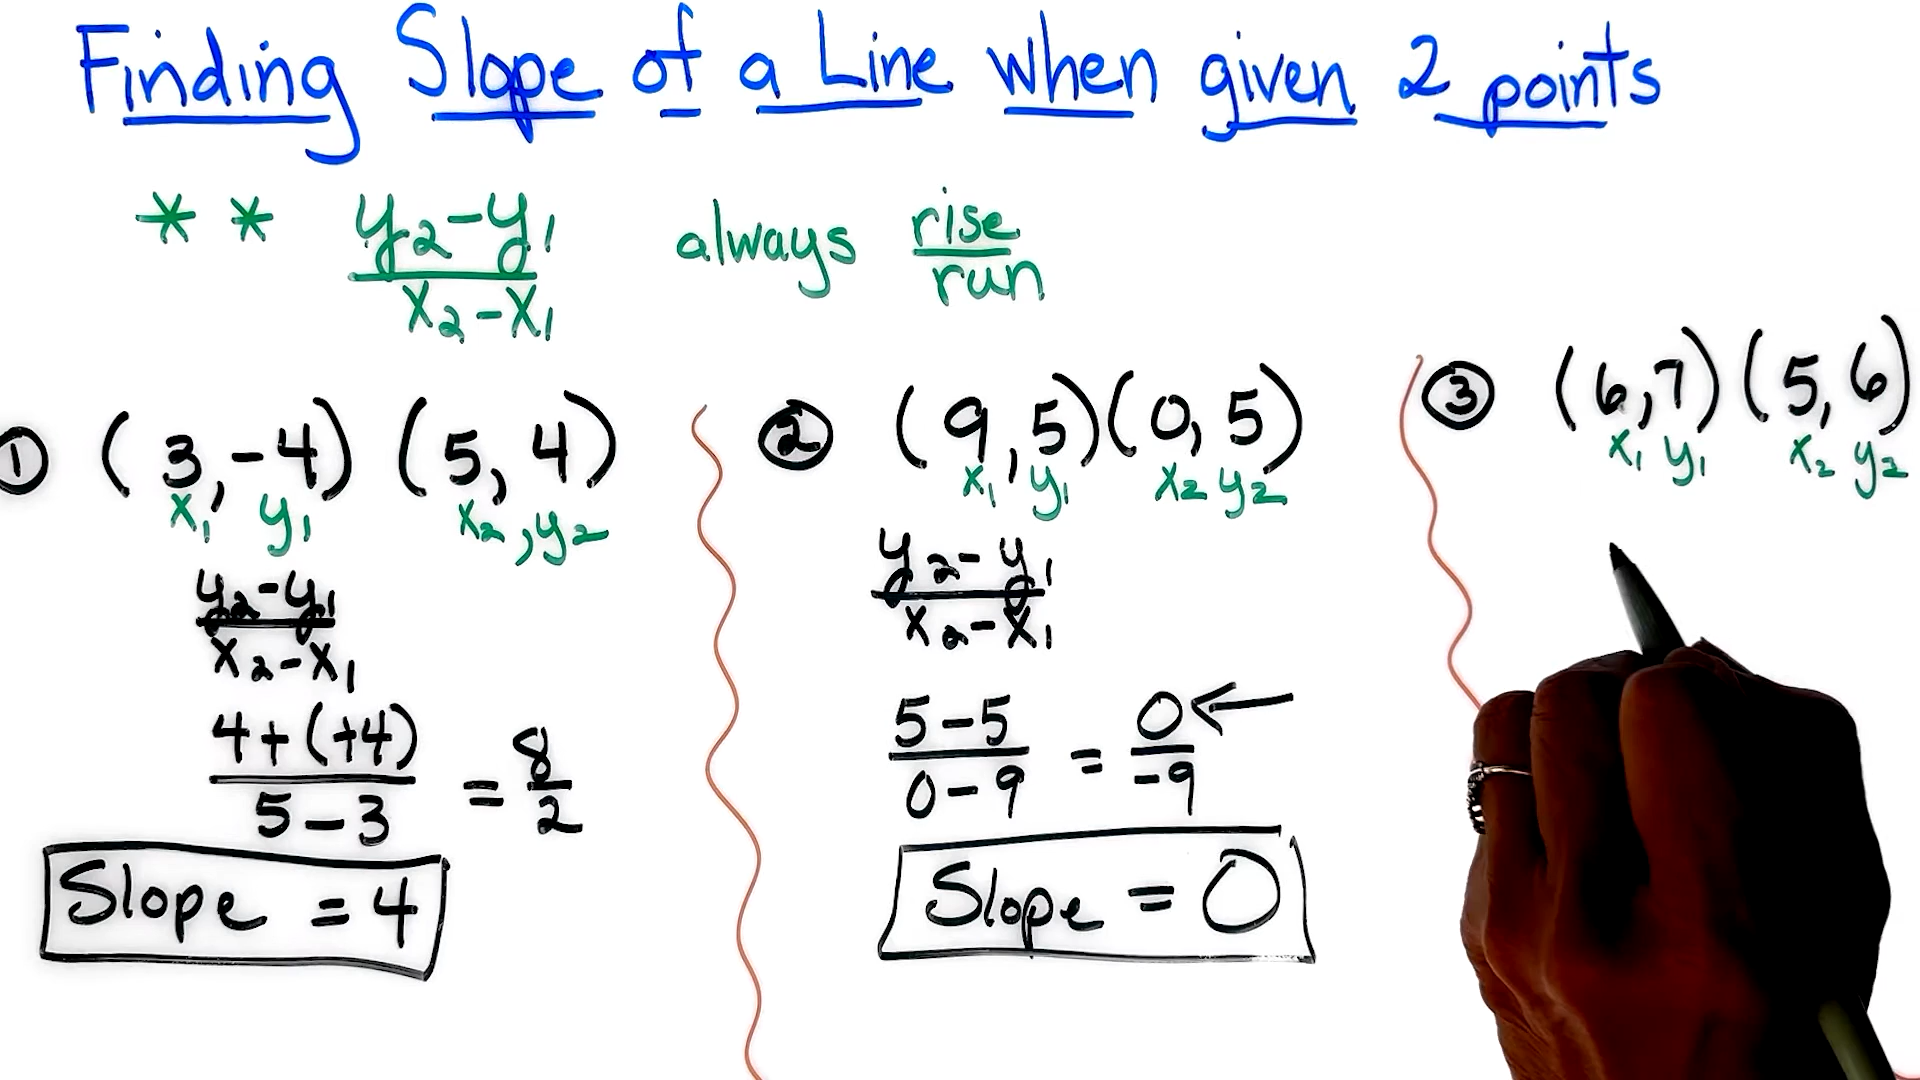 Finding Slope of a Line when given 2 points
** y₂-y₁ / x₂-x₁ always rise / run
① (3, -4) (5, 4)
x₁ y₁ x₂, y₂
y₂-y₁ / x₂-x₁
4+(+4) / 5-3 = 8/2
Slope = 4
② (9, 5)(0, 5)
x₁ y₁ x₂ y₂
y₂-y₁ / x₂-x₁
5-5 / 0-9 = 0/-9 ←
Slope = 0
③ (6, 7)(5, 6)
x₁ y₁ x₂ y₂